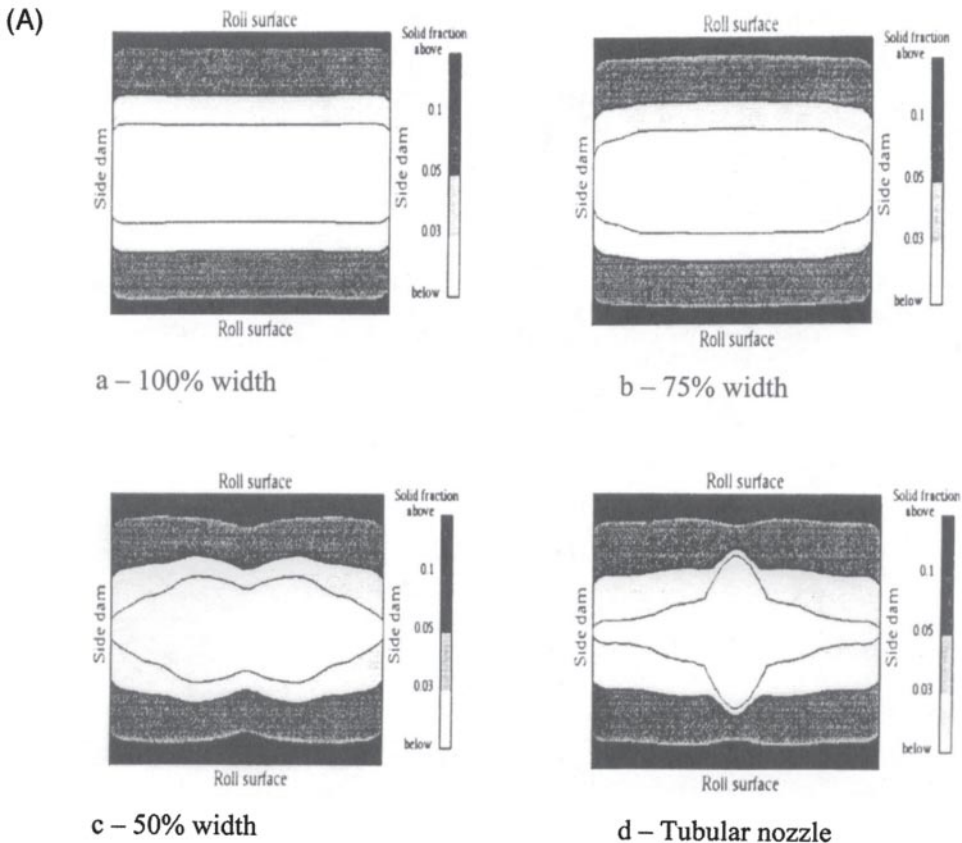 (A)
Roll surface
Solid fraction
above
0.1
0.05
0.03
below
Side dam
Side dam
Roll surface
a – 100% width
Roll surface
Solid fraction
above
0.1
0.05
0.03
below
Side dam
Side dam
Roll surface
b – 75% width
Roll surface
Solid fraction
above
0.1
0.05
0.03
below
Side dam
Side dam
Roll surface
c – 50% width
Roll surface
Solid fraction
above
0.1
0.05
0.03
below
Side dam
Side dam
Roll surface
d – Tubular nozzle